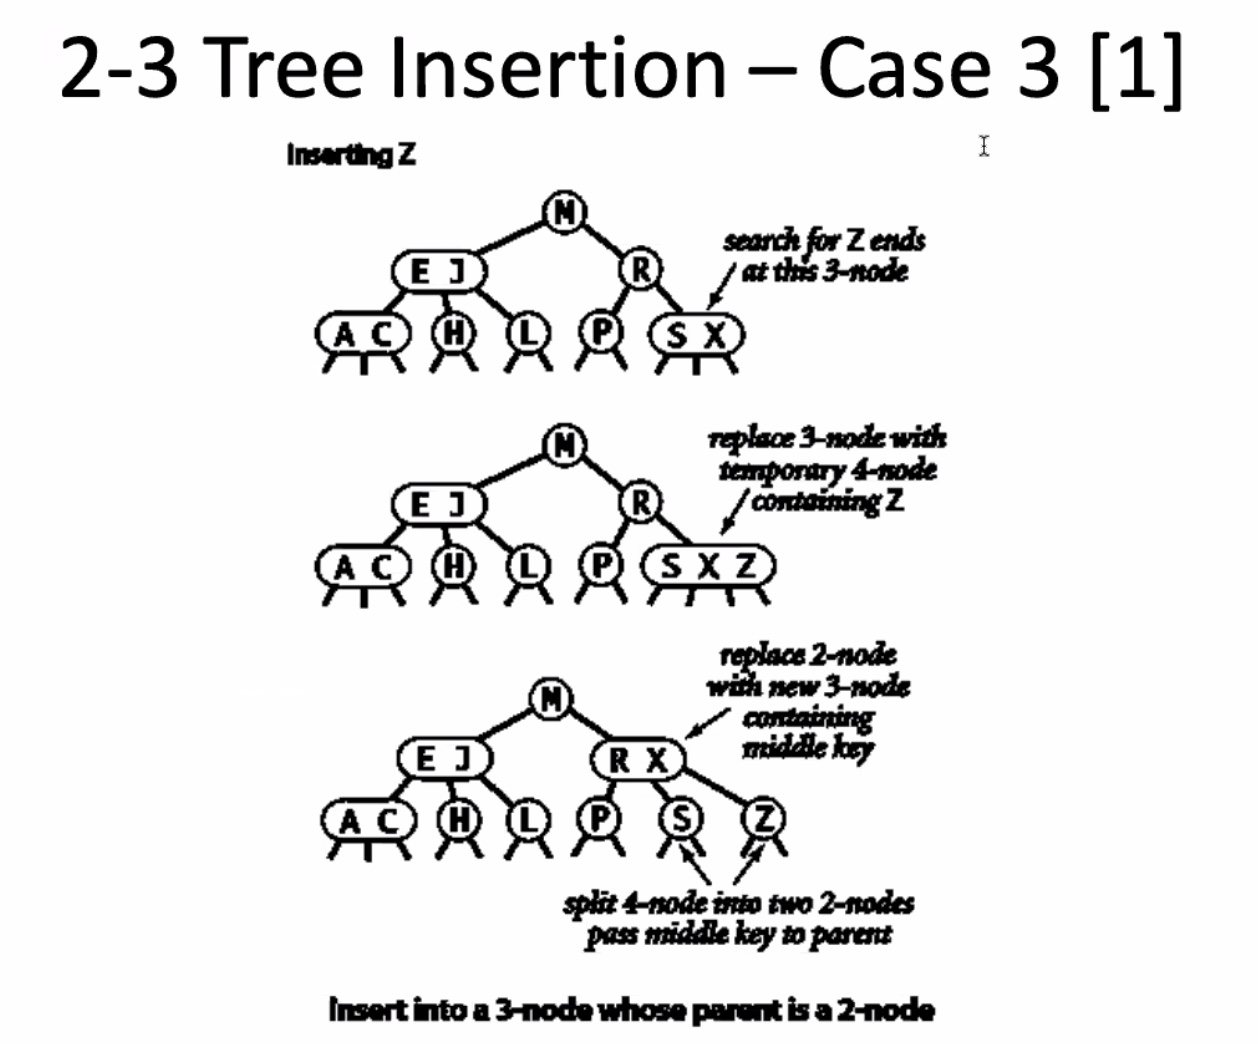 2-3 Tree Insertion – Case 3 [1]
Inserting Z
M
search for Z ends
at this 3-node
E J
R
A C
H
L
P
S X
M
replace 3-node with
temporary 4-node
containing Z
E J
R
A C
H
L
P
S X Z
replace 2-node
with new 3-node
containing
middle key
M
E J
R X
A C
H
L
P
S
Z
split 4-node into two 2-nodes
pass middle key to parent
Insert into a 3-node whose parent is a 2-node